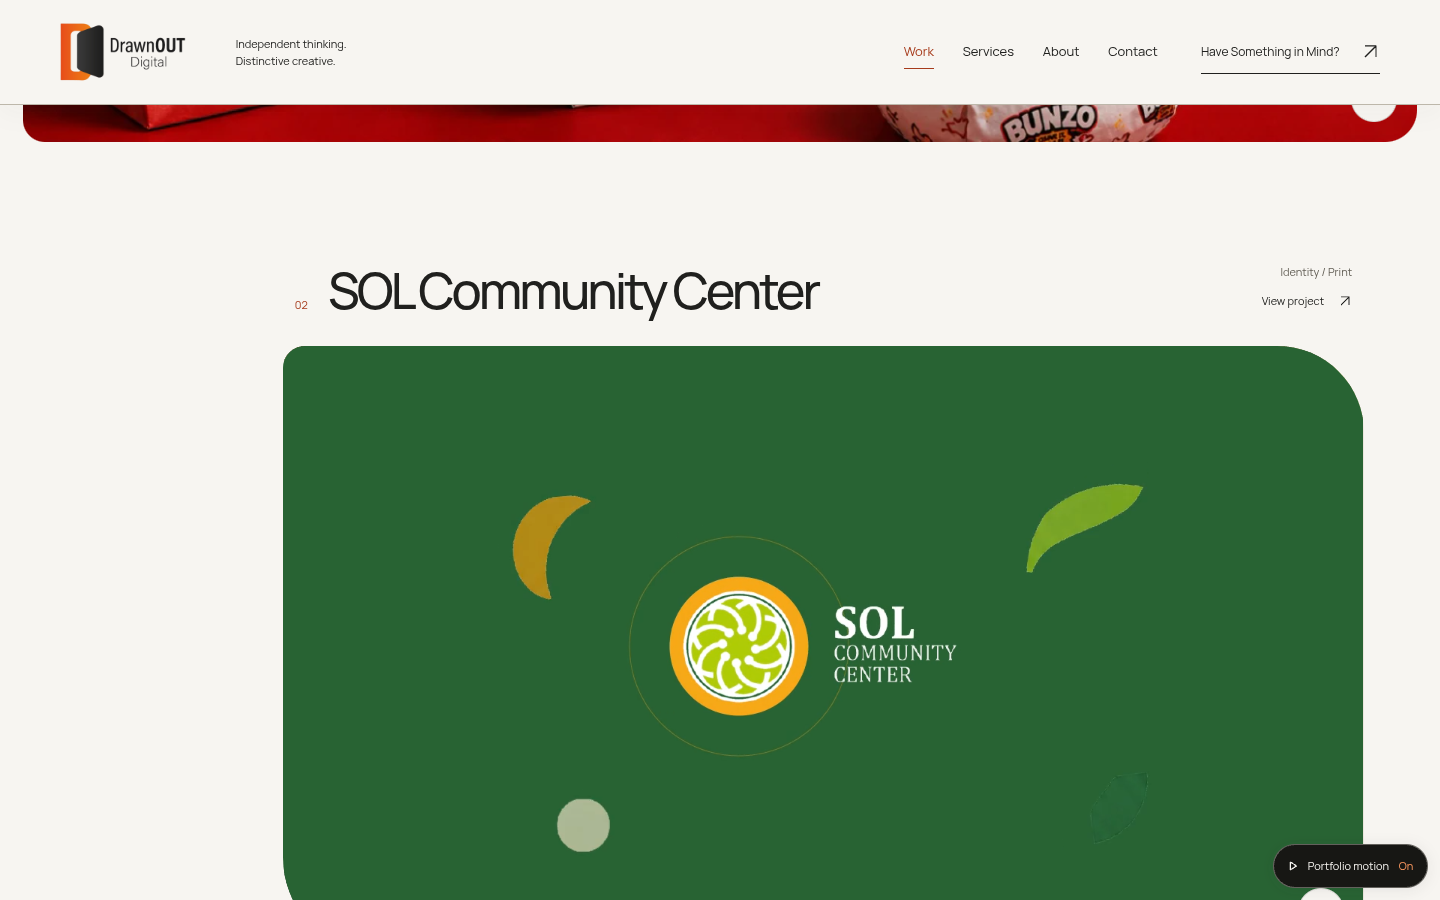 DrawnOUT
Digital
Independent thinking.
Distinctive creative.
Work
Services
About
Contact
Have Something in Mind?
BUNZO
02
SOL Community Center
Identity / Print
View project
SOL
COMMUNITY
CENTER
Portfolio motion On